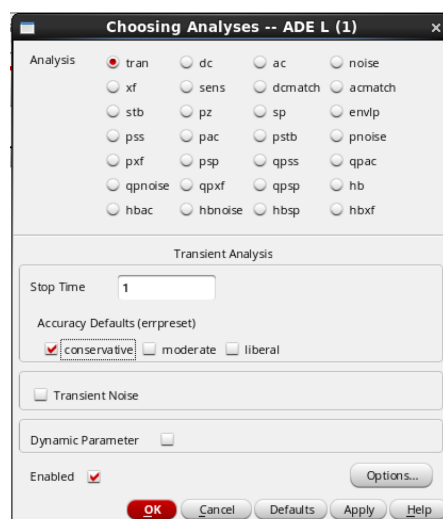 Choosing Analyses -- ADE L (1)
Analysis tran dc ac noise
xf sens dcmatch acmatch
stb pz sp envlp
pss pac pstb pnoise
pxf psp qpss qpac
qpnoise qpxf qpsp hb
hbac hbnoise hbsp hbxf
Transient Analysis
Stop Time 1
Accuracy Defaults (errpreset)
conservative moderate liberal
Transient Noise
Dynamic Parameter
Enabled Options...
OK Cancel Defaults Apply Help